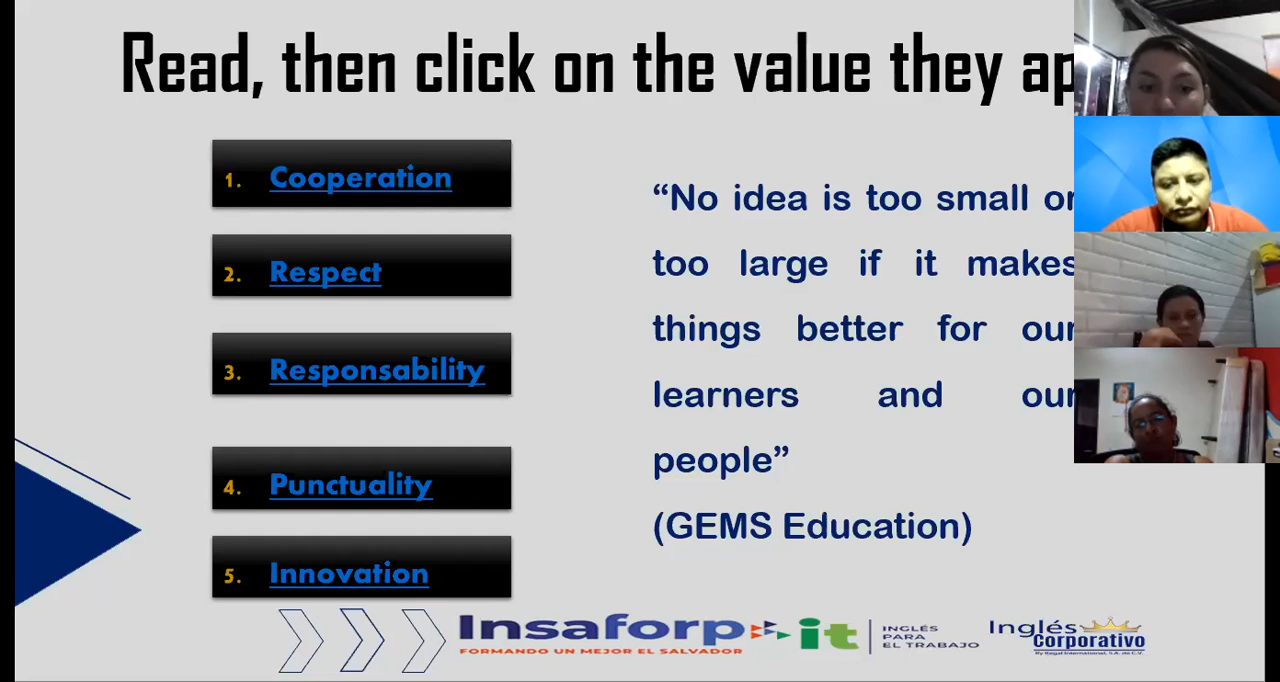 Read, then click on the value they ap
1. Cooperation
2. Respect
3. Responsability
4. Punctuality
5. Innovation
“No idea is too small or
too large if it makes
things better for our
learners and our
people”
(GEMS Education)
Insaforp
FORMANDO UN MEJOR EL SALVADOR
it
INGLÉS
PARA
EL TRABAJO
Inglés
Corporativo